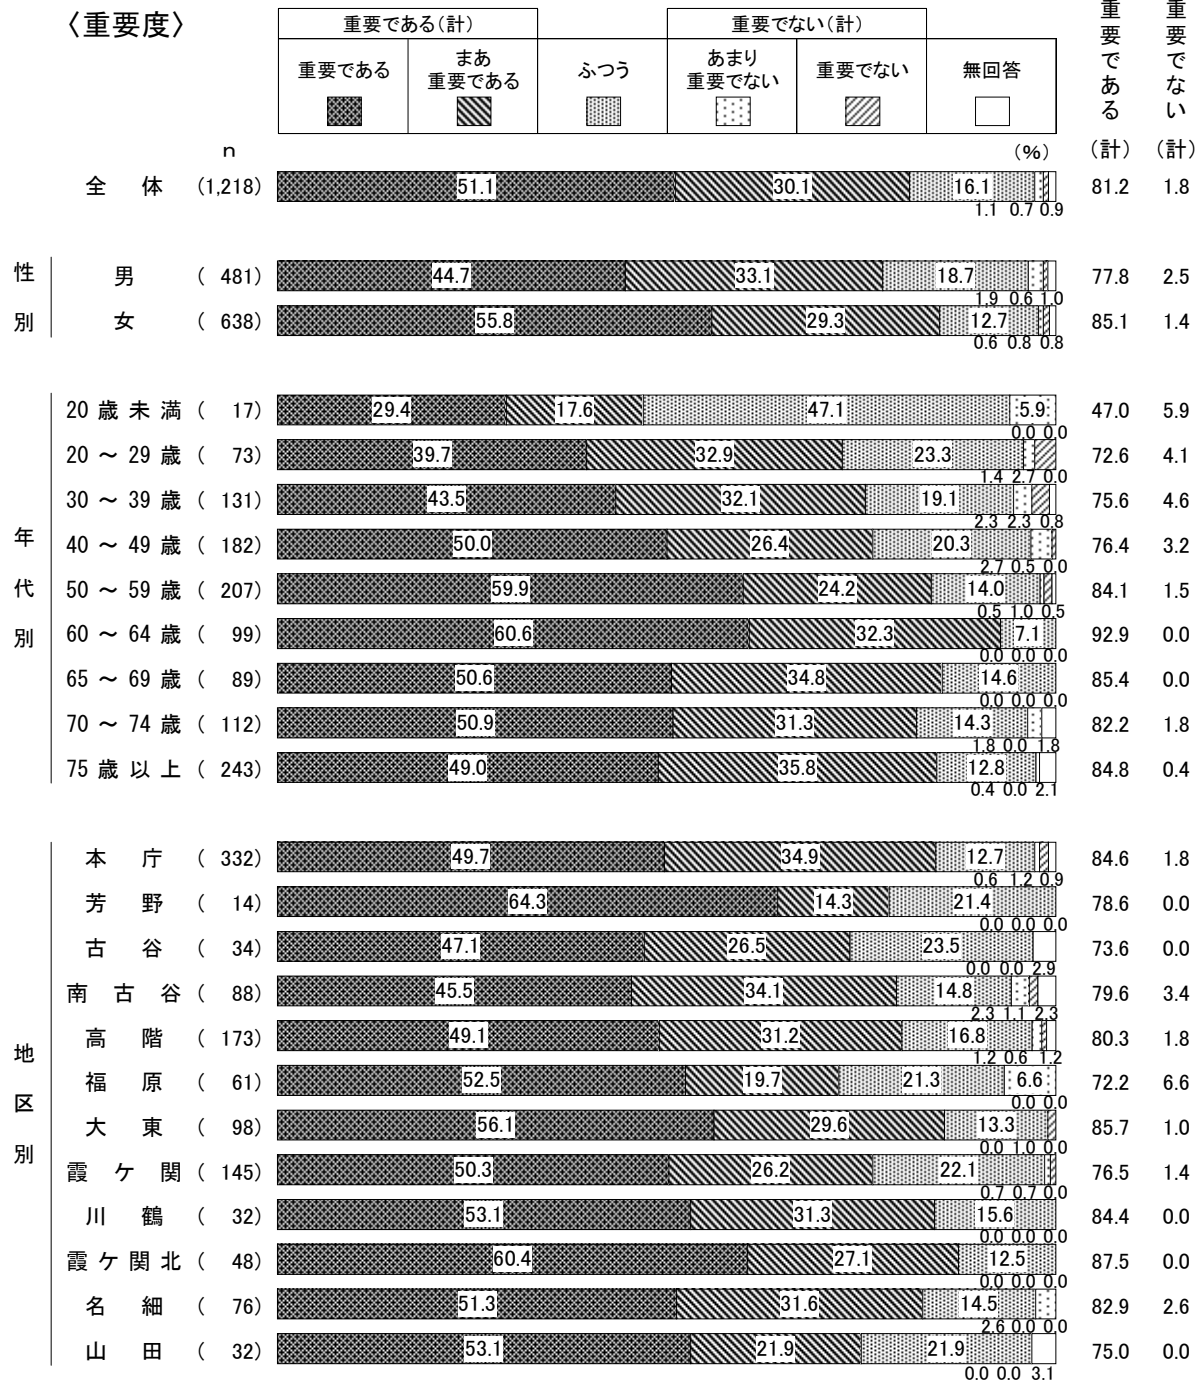 〈重要度〉
重要である(計) 重要でない(計)
重要である まあ重要である ふつう あまり重要でない 重要でない 無回答
重要である(計) 重要でない(計)
n (%)
全体 (1,218) 51.1 30.1 16.1 81.2 1.8
1.1 0.7 0.9
性別
男 ( 481) 44.7 33.1 18.7 77.8 2.5
1.9 0.6 1.0
女 ( 638) 55.8 29.3 12.7 85.1 1.4
0.6 0.8 0.8
年代別
20歳未満 ( 17) 29.4 17.6 47.1 5.9 47.0 5.9
0.0 0.0
20～29歳 ( 73) 39.7 32.9 23.3 72.6 4.1
1.4 2.7 0.0
30～39歳 ( 131) 43.5 32.1 19.1 75.6 4.6
2.3 2.3 0.8
40～49歳 ( 182) 50.0 26.4 20.3 76.4 3.2
2.7 0.5 0.0
50～59歳 ( 207) 59.9 24.2 14.0 84.1 1.5
0.5 1.0 0.5
60～64歳 ( 99) 60.6 32.3 7.1 92.9 0.0
0.0 0.0 0.0
65～69歳 ( 89) 50.6 34.8 14.6 85.4 0.0
0.0 0.0 0.0
70～74歳 ( 112) 50.9 31.3 14.3 82.2 1.8
1.8 0.0 1.8
75歳以上 ( 243) 49.0 35.8 12.8 84.8 0.4
0.4 0.0 2.1
地区別
本庁 ( 332) 49.7 34.9 12.7 84.6 1.8
0.6 1.2 0.9
芳野 ( 14) 64.3 14.3 21.4 78.6 0.0
0.0 0.0 0.0
古谷 ( 34) 47.1 26.5 23.5 73.6 0.0
0.0 0.0 2.9
南古谷 ( 88) 45.5 34.1 14.8 79.6 3.4
2.3 1.1 2.3
高階 ( 173) 49.1 31.2 16.8 80.3 1.8
1.2 0.6 1.2
福原 ( 61) 52.5 19.7 21.3 6.6 72.2 6.6
0.0 0.0
大東 ( 98) 56.1 29.6 13.3 85.7 1.0
0.0 1.0 0.0
霞ケ関 ( 145) 50.3 26.2 22.1 76.5 1.4
0.7 0.7 0.0
川鶴 ( 32) 53.1 31.3 15.6 84.4 0.0
0.0 0.0 0.0
霞ケ関北 ( 48) 60.4 27.1 12.5 87.5 0.0
0.0 0.0 0.0
名細 ( 76) 51.3 31.6 14.5 82.9 2.6
2.6 0.0 0.0
山田 ( 32) 53.1 21.9 21.9 75.0 0.0
0.0 0.0 3.1